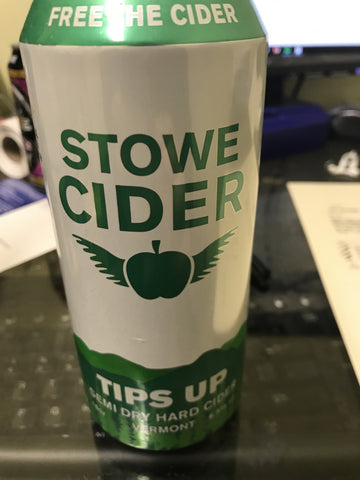 FREE THE CIDER
STOWE
CIDER
TIPS UP
SEMI DRY HARD CIDER
VERMONT